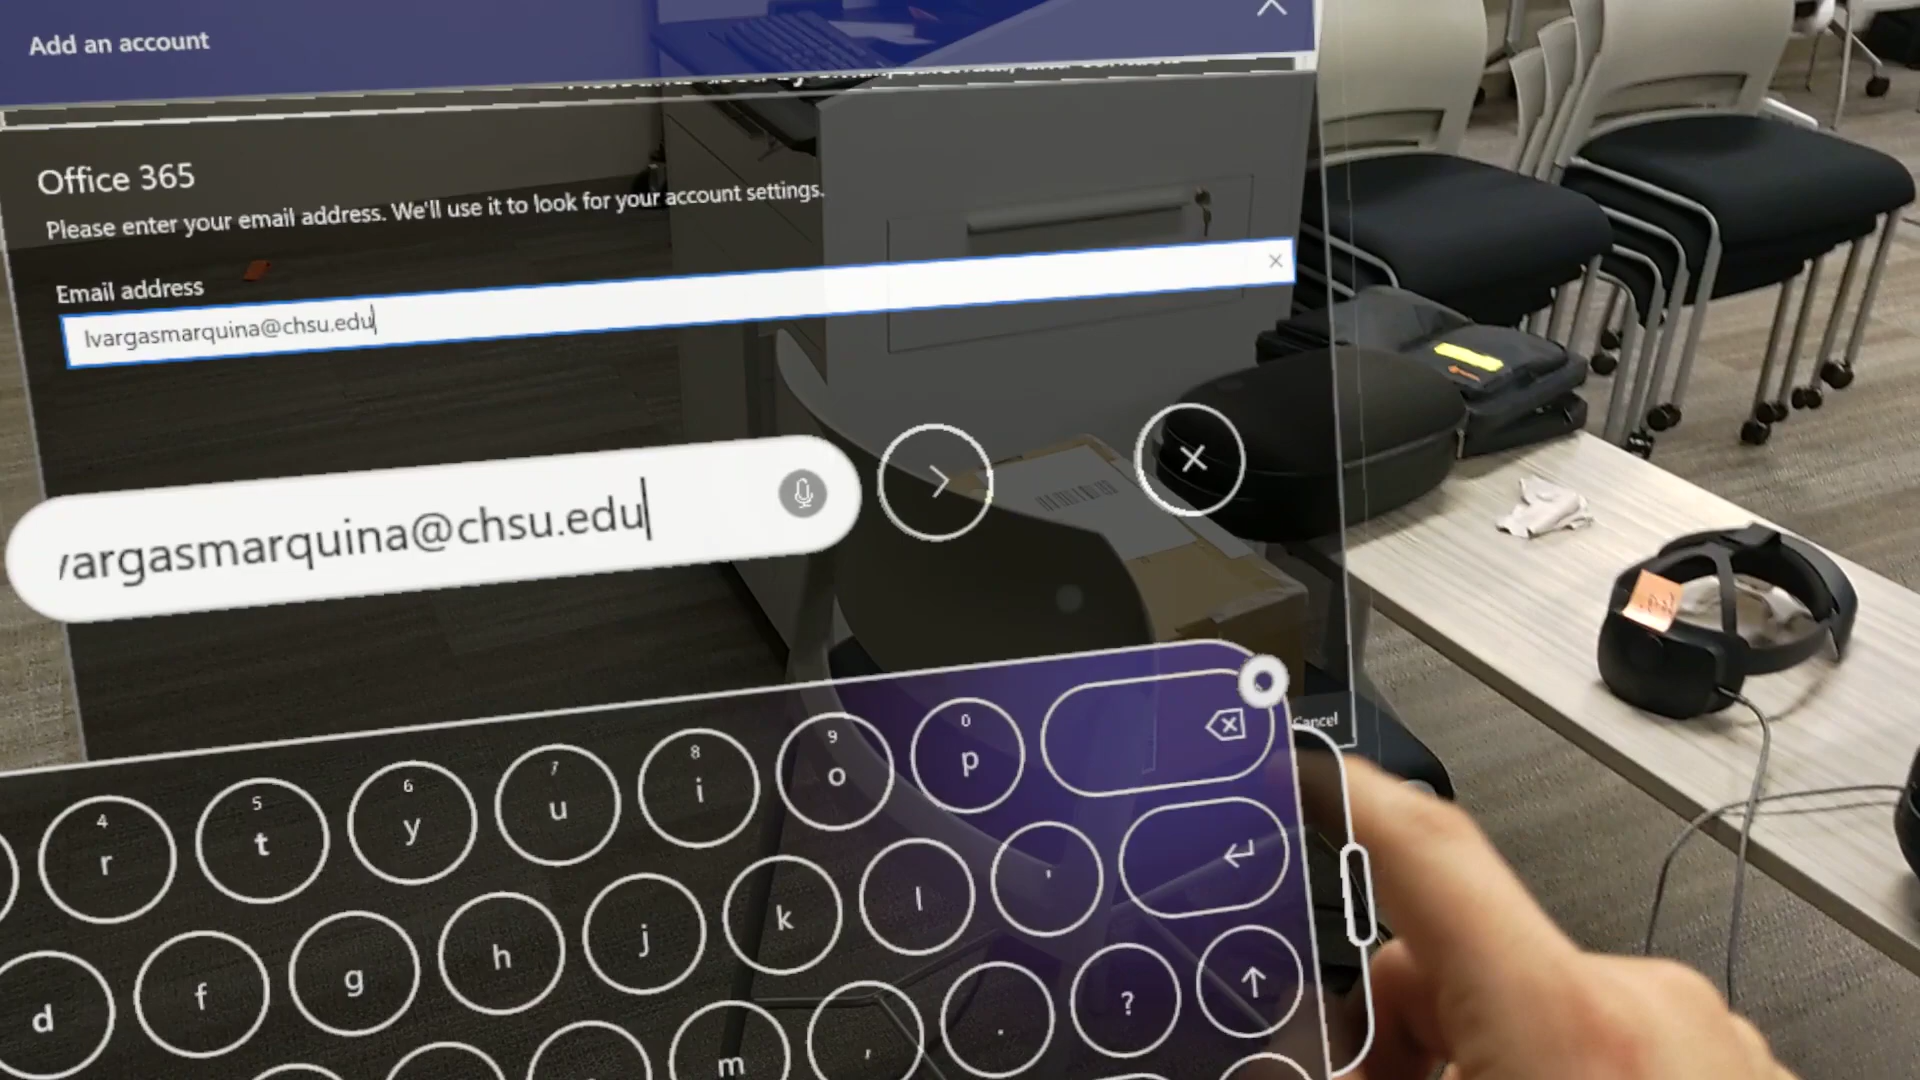 Add an account
Office 365
Please enter your email address. We'll use it to look for your account settings.
Email address
lvargasmarquina@chsu.edu
vargasmarquina@chsu.edu
Cancel
4 5 6 7 8 9 0
r t y u i o p
d f g h j k l '
m , . ?